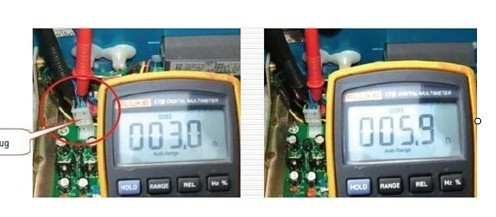 ug
17B DIGITAL MULTIMETER
003.0
Auto Range
HOLD RANGE REL Hz %
17B DIGITAL MULTIMETER
005.9
Auto Range
HOLD RANGE REL Hz %